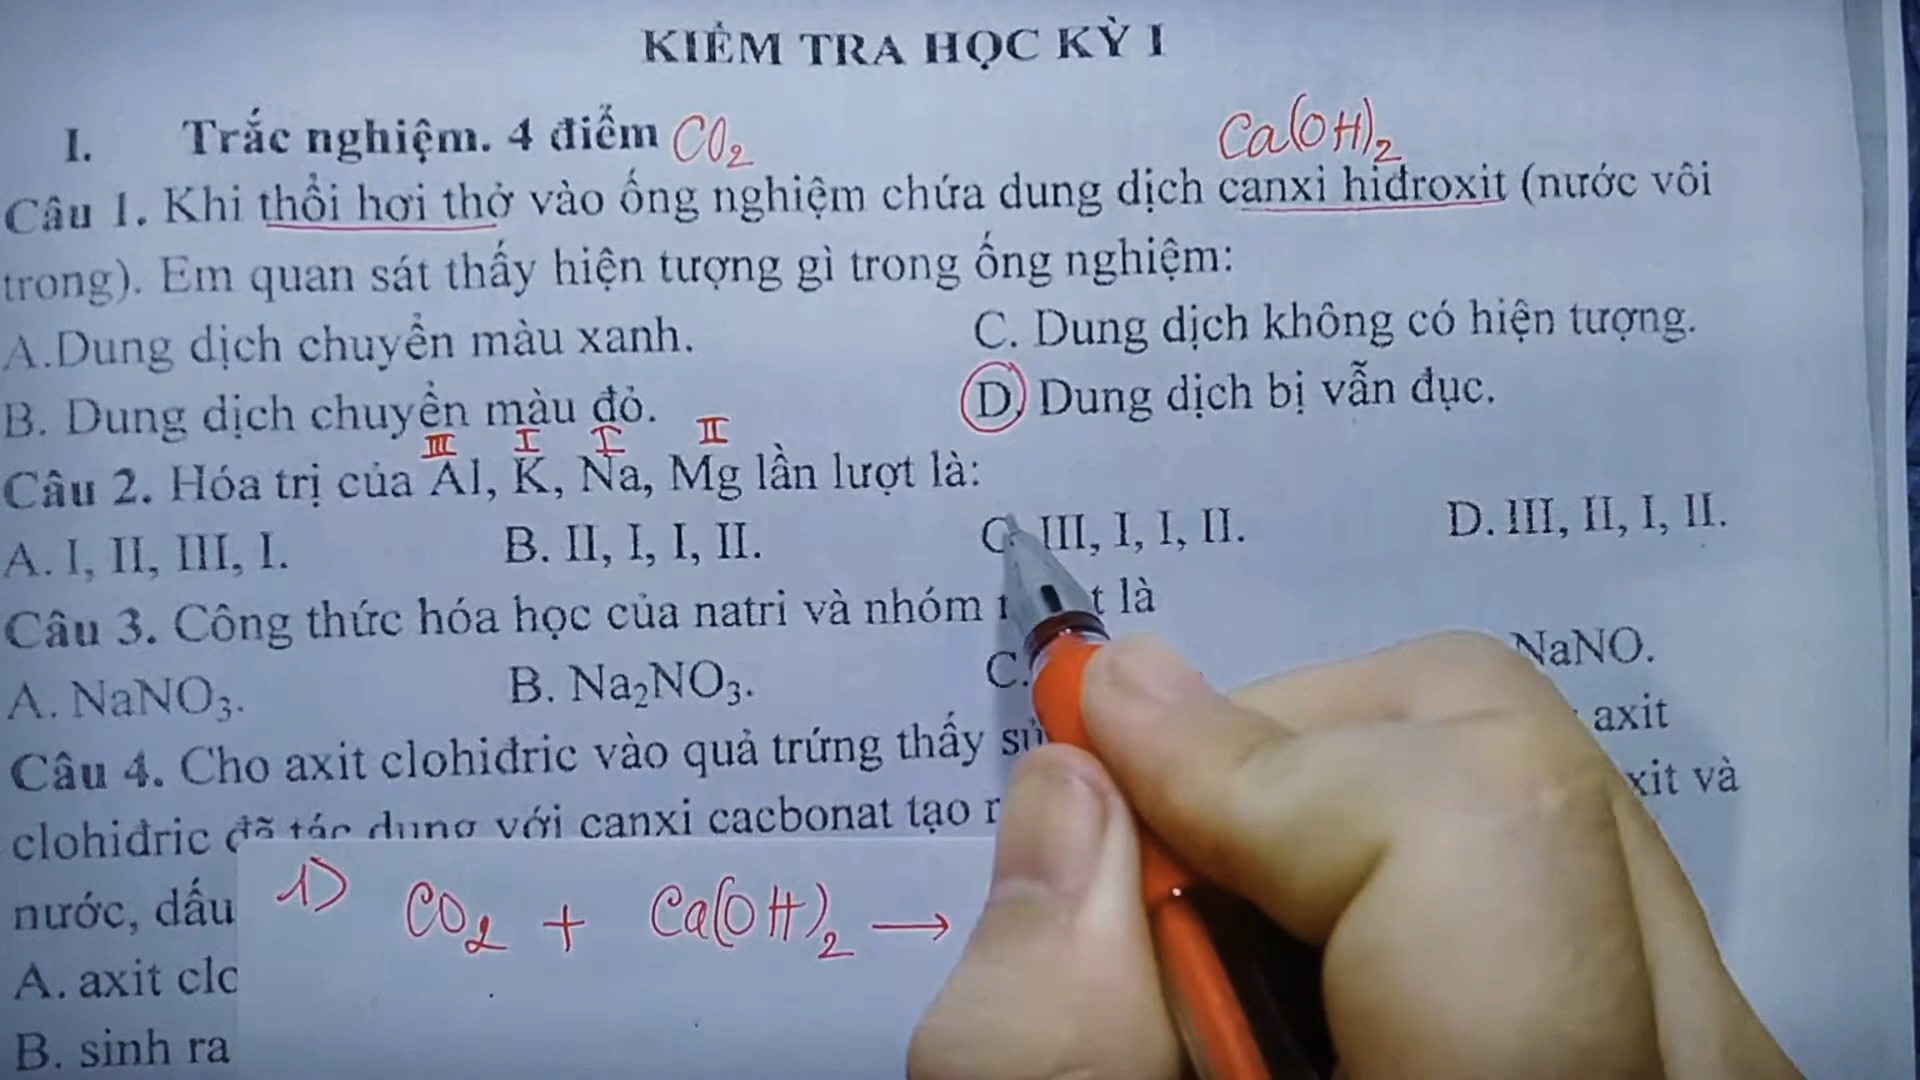 KIỂM TRA HỌC KỲ I
I. Trắc nghiệm. 4 điểm CO2 Ca(OH)2
Câu 1. Khi thổi hơi thở vào ống nghiệm chứa dung dịch canxi hiđroxit (nước vôi
trong). Em quan sát thấy hiện tượng gì trong ống nghiệm:
A.Dung dịch chuyển màu xanh. C. Dung dịch không có hiện tượng.
B. Dung dịch chuyển màu đỏ. D. Dung dịch bị vẫn đục.
III I I II
Câu 2. Hóa trị của Al, K, Na, Mg lần lượt là:
A. I, II, III, I. B. II, I, I, II. C. III, I, I, II. D. III, II, I, II.
Câu 3. Công thức hóa học của natri và nhóm là
A. NaNO3. B. Na2NO3. C. NaNO.
Câu 4. Cho axit clohiđric vào quả trứng thấy axit
clohiđric đã tác dụng với canxi cacbonat tạo và
nước, dấu
1) CO2 + Ca(OH)2 →
A. axit
B. sinh ra